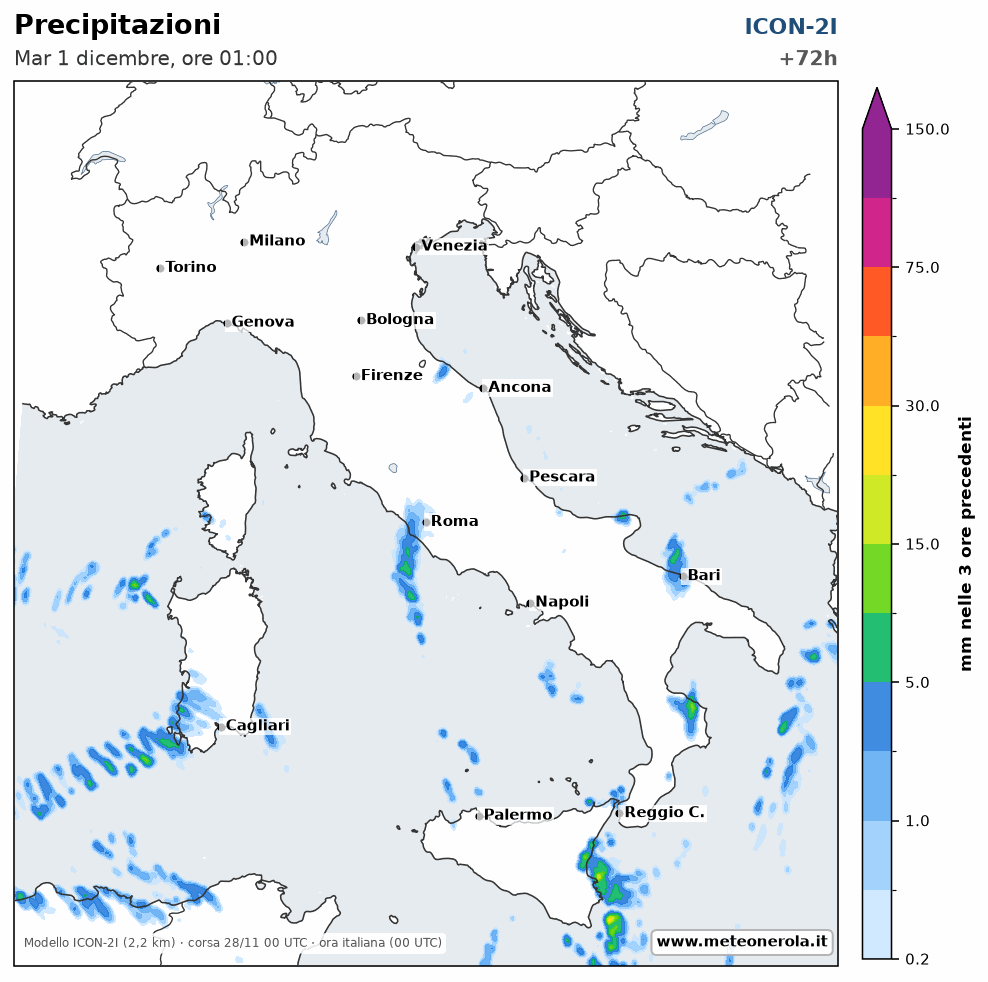 Precipitazioni
ICON-2I
Mar 1 dicembre, ore 01:00
+72h
150.0
75.0
30.0
15.0
5.0
1.0
0.2
mm nelle 3 ore precedenti
Milano
Venezia
Torino
Genova
Bologna
Firenze
Ancona
Pescara
Roma
Bari
Napoli
Cagliari
Palermo
Reggio C.
Modello ICON-2I (2,2 km) · corsa 28/11 00 UTC · ora italiana (00 UTC)
www.meteonerola.it